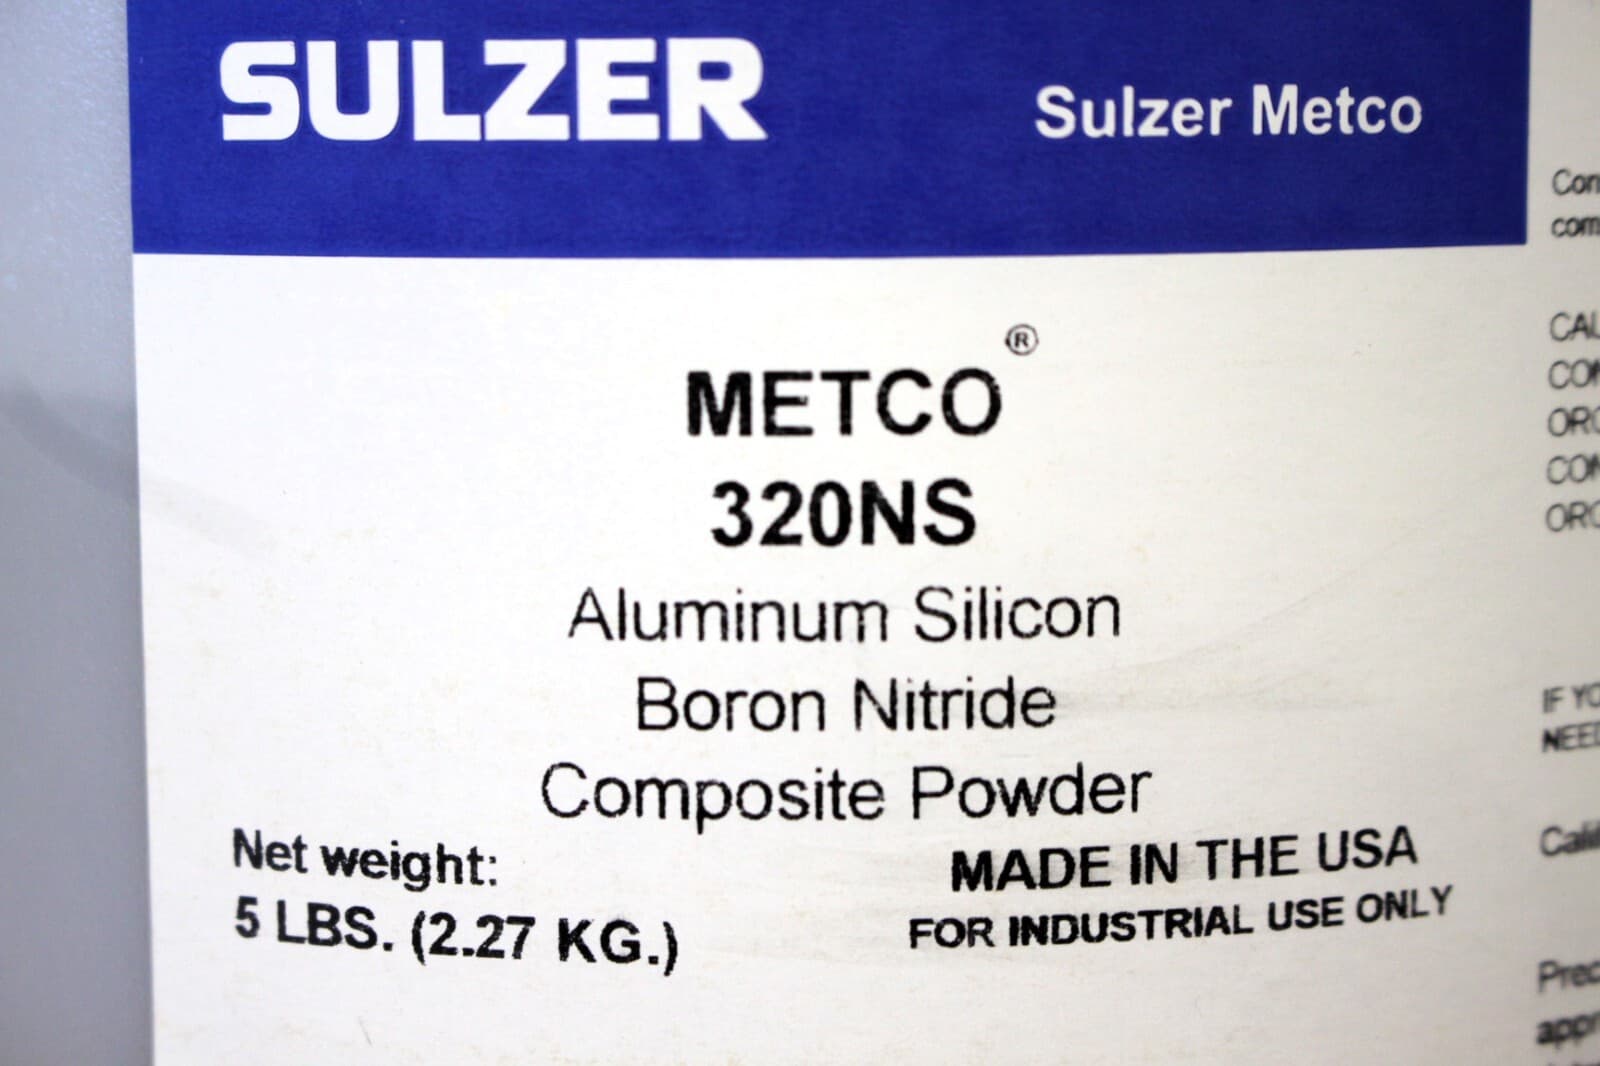 SULZER
Sulzer Metco
METCO®
320NS
Aluminum Silicon
Boron Nitride
Composite Powder
Net weight:
5 LBS. (2.27 KG.)
MADE IN THE USA
FOR INDUSTRIAL USE ONLY
IF